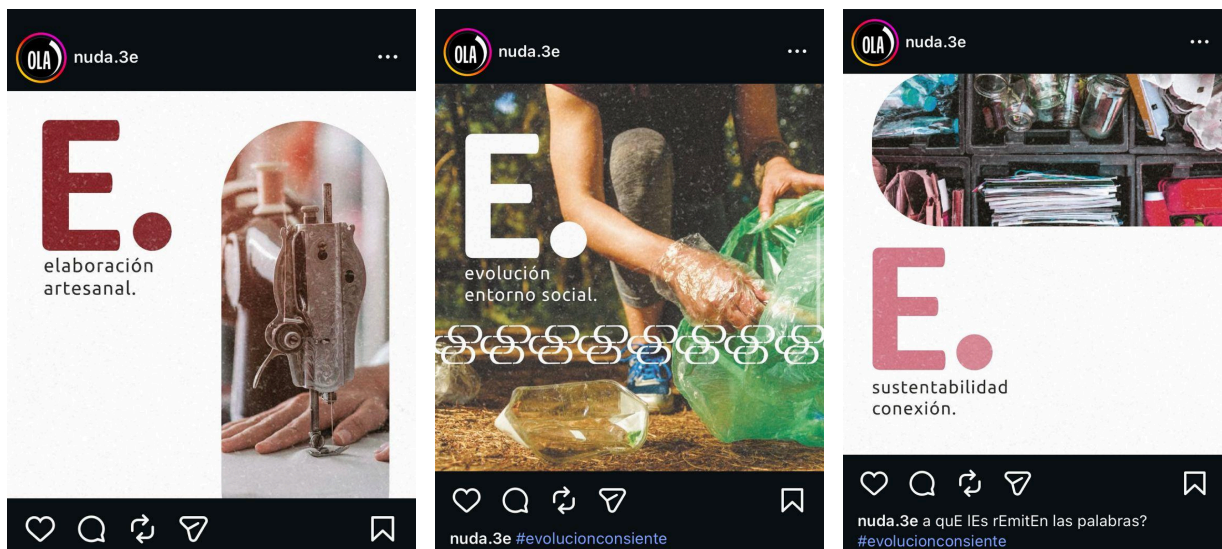 OLA nuda.3e
E.
elaboración
artesanal.
OLA nuda.3e
E.
evolución
entorno social.
nuda.3e #evolucionconsiente
OLA nuda.3e
E.
sustentabilidad
conexión.
nuda.3e a quE lEs rEmitEn las palabras?
#evolucionconsiente